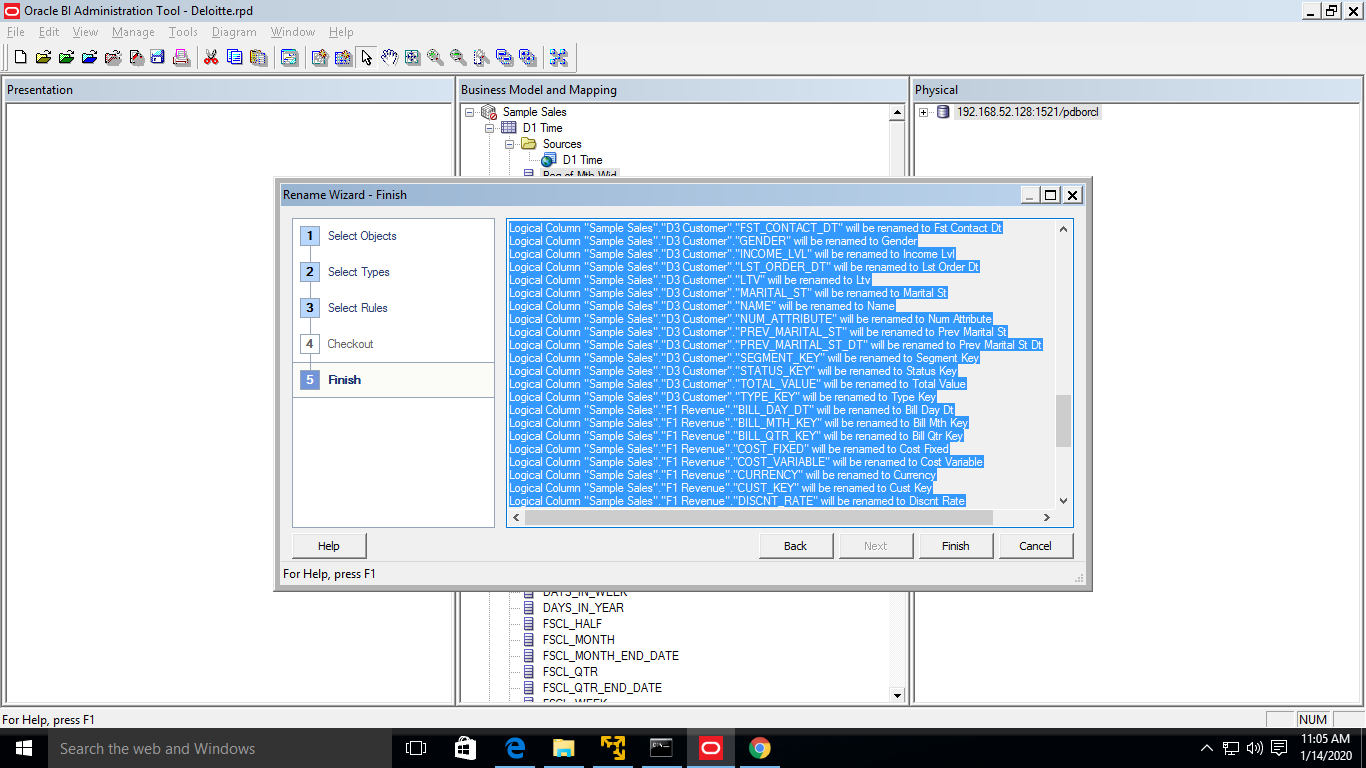 Oracle BI Administration Tool - Deloitte.rpd
File Edit View Manage Tools Diagram Window Help
Presentation
Business Model and Mapping
Physical
Sample Sales
D1 Time
Sources
D1 Time
Beg of Mth Wid
192.168.52.128:1521/pdborcl
Rename Wizard - Finish
1 Select Objects
2 Select Types
3 Select Rules
4 Checkout
5 Finish
Logical Column "Sample Sales"."D3 Customer"."FST_CONTACT_DT" will be renamed to Fst Contact Dt
Logical Column "Sample Sales"."D3 Customer"."GENDER" will be renamed to Gender
Logical Column "Sample Sales"."D3 Customer"."INCOME_LVL" will be renamed to Income Lvl
Logical Column "Sample Sales"."D3 Customer"."LST_ORDER_DT" will be renamed to Lst Order Dt
Logical Column "Sample Sales"."D3 Customer"."LTV" will be renamed to Ltv
Logical Column "Sample Sales"."D3 Customer"."MARITAL_ST" will be renamed to Marital St
Logical Column "Sample Sales"."D3 Customer"."NAME" will be renamed to Name
Logical Column "Sample Sales"."D3 Customer"."NUM_ATTRIBUTE" will be renamed to Num Attribute
Logical Column "Sample Sales"."D3 Customer"."PREV_MARITAL_ST" will be renamed to Prev Marital St
Logical Column "Sample Sales"."D3 Customer"."PREV_MARITAL_ST_DT" will be renamed to Prev Marital St Dt
Logical Column "Sample Sales"."D3 Customer"."SEGMENT_KEY" will be renamed to Segment Key
Logical Column "Sample Sales"."D3 Customer"."STATUS_KEY" will be renamed to Status Key
Logical Column "Sample Sales"."D3 Customer"."TOTAL_VALUE" will be renamed to Total Value
Logical Column "Sample Sales"."D3 Customer"."TYPE_KEY" will be renamed to Type Key
Logical Column "Sample Sales"."F1 Revenue"."BILL_DAY_DT" will be renamed to Bill Day Dt
Logical Column "Sample Sales"."F1 Revenue"."BILL_MTH_KEY" will be renamed to Bill Mth Key
Logical Column "Sample Sales"."F1 Revenue"."BILL_QTR_KEY" will be renamed to Bill Qtr Key
Logical Column "Sample Sales"."F1 Revenue"."COST_FIXED" will be renamed to Cost Fixed
Logical Column "Sample Sales"."F1 Revenue"."COST_VARIABLE" will be renamed to Cost Variable
Logical Column "Sample Sales"."F1 Revenue"."CURRENCY" will be renamed to Currency
Logical Column "Sample Sales"."F1 Revenue"."CUST_KEY" will be renamed to Cust Key
Logical Column "Sample Sales"."F1 Revenue"."DISCNT_RATE" will be renamed to Discnt Rate
Help Back Next Finish Cancel
For Help, press F1
DAYS_IN_WEEK
DAYS_IN_YEAR
FSCL_HALF
FSCL_MONTH
FSCL_MONTH_END_DATE
FSCL_QTR
FSCL_QTR_END_DATE
FSCL_WEEK
For Help, press F1
NUM
Search the web and Windows
11:05 AM
1/14/2020